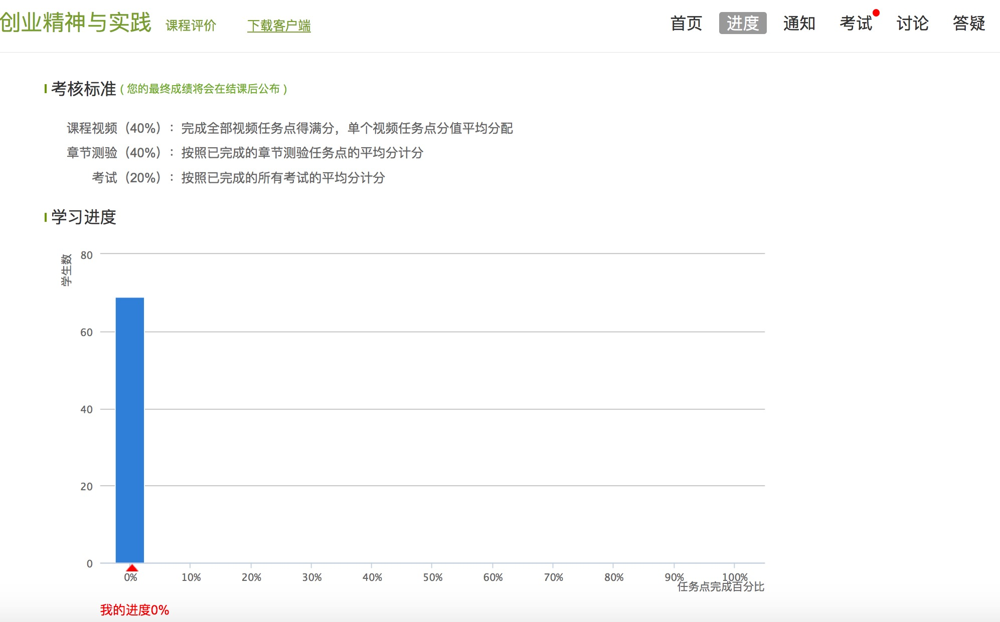 创业精神与实践 课程评价 下载客户端 首页 进度 通知 考试 讨论 答疑
考核标准 ( 您的最终成绩将会在结课后公布 )
课程视频（40%）：完成全部视频任务点得满分，单个视频任务点分值平均分配
章节测验（40%）：按照已完成的章节测验任务点的平均分计分
考试（20%）：按照已完成的所有考试的平均分计分
学习进度
学生数
80
60
40
20
0
0% 10% 20% 30% 40% 50% 60% 70% 80% 90% 100%
任务点完成百分比
我的进度0%